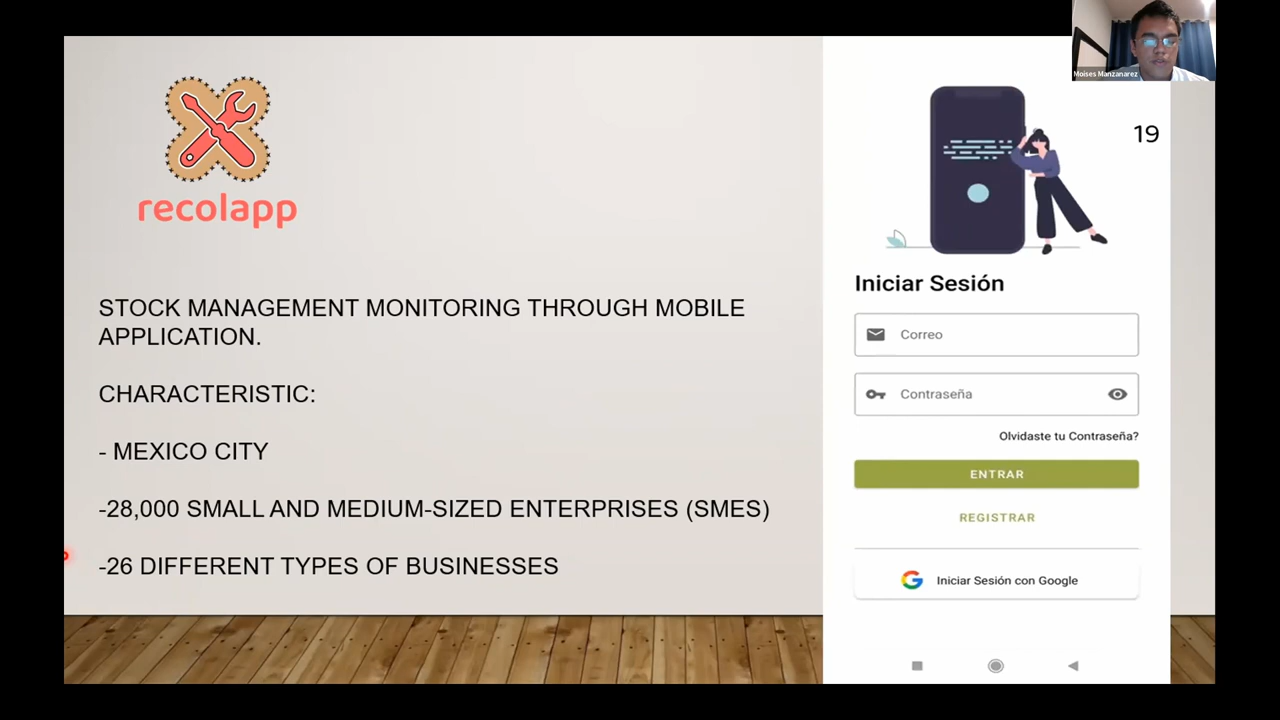 Moises Manzanarez
19
recolapp
STOCK MANAGEMENT MONITORING THROUGH MOBILE
APPLICATION.
CHARACTERISTIC:
- MEXICO CITY
-28,000 SMALL AND MEDIUM-SIZED ENTERPRISES (SMES)
-26 DIFFERENT TYPES OF BUSINESSES
Iniciar Sesión
Correo
Contraseña
Olvidaste tu Contraseña?
ENTRAR
REGISTRAR
Iniciar Sesión con Google